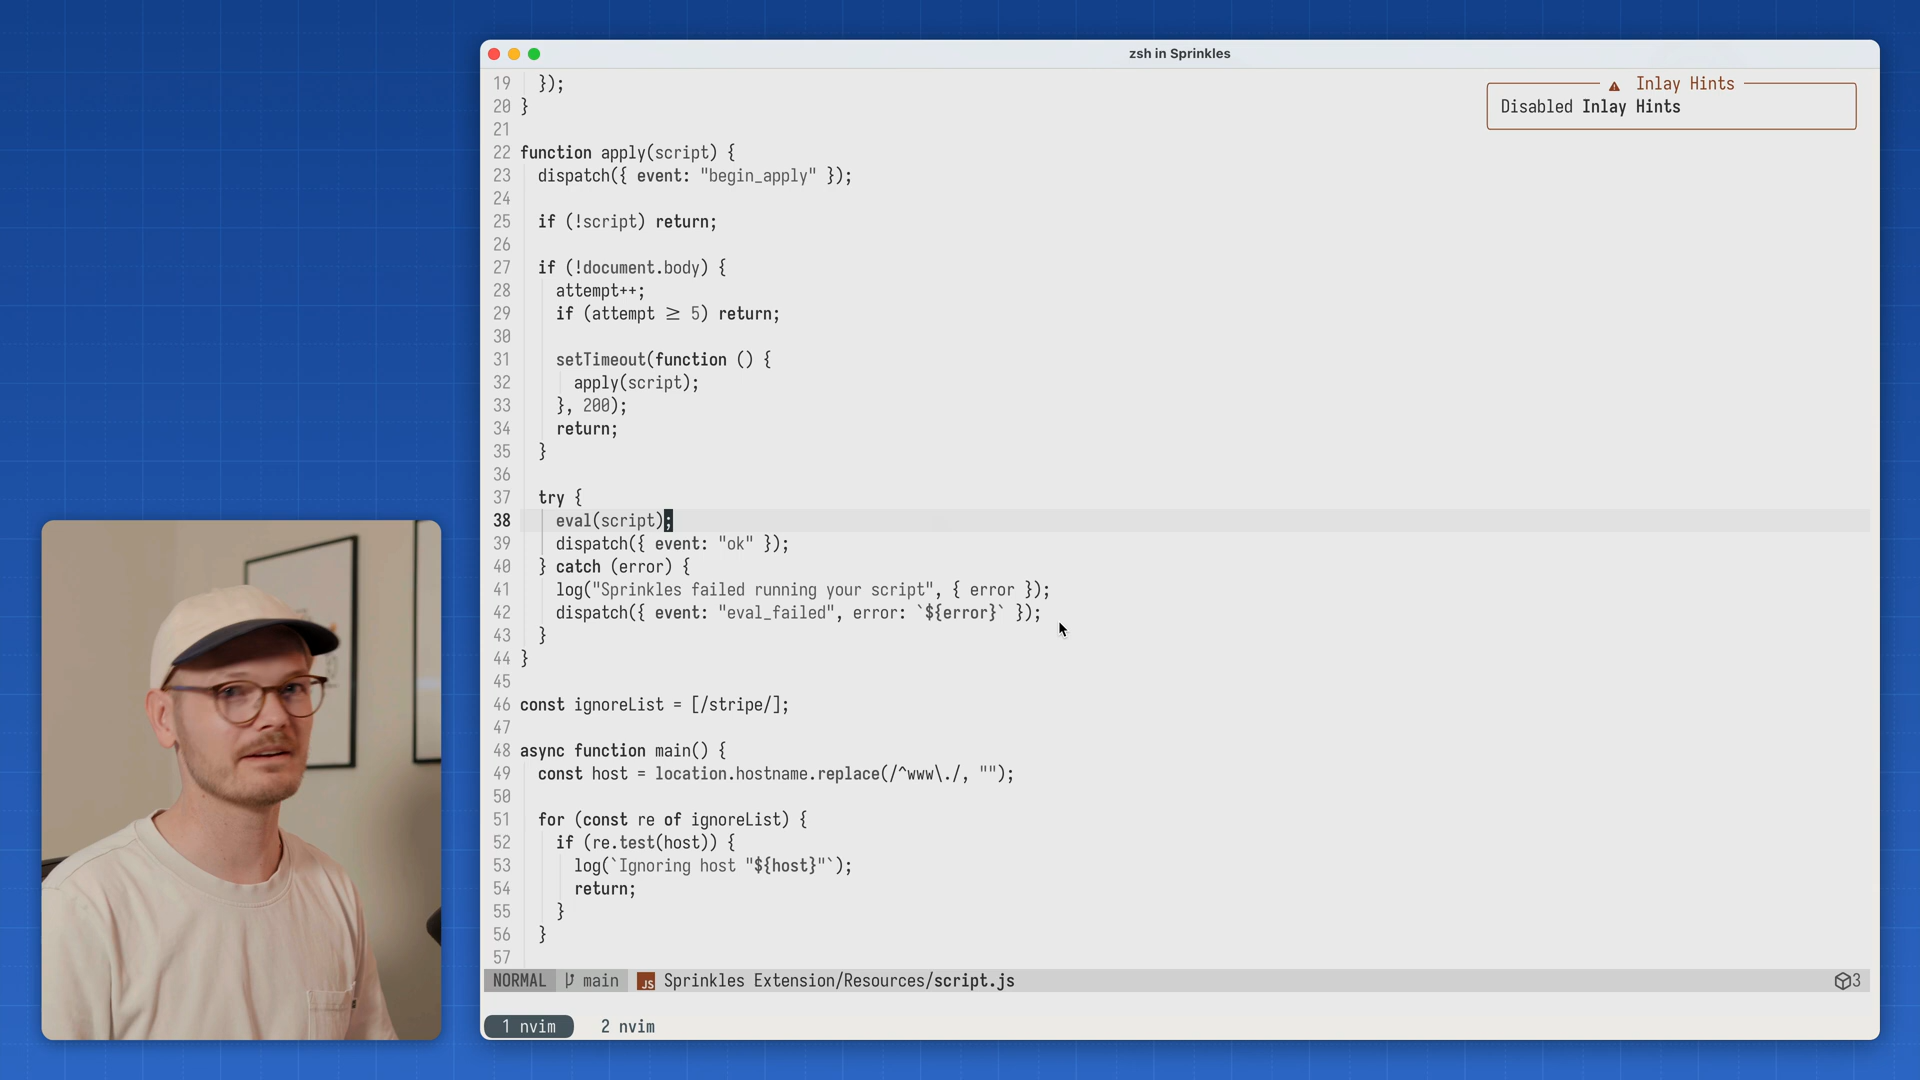 zsh in Sprinkles
Inlay Hints
Disabled Inlay Hints
19 });
20 }
21
22 function apply(script) {
23 dispatch({ event: "begin_apply" });
24
25 if (!script) return;
26
27 if (!document.body) {
28 attempt++;
29 if (attempt ≥ 5) return;
30
31 setTimeout(function () {
32 apply(script);
33 }, 200);
34 return;
35 }
36
37 try {
38 eval(script);
39 dispatch({ event: "ok" });
40 } catch (error) {
41 log("Sprinkles failed running your script", { error });
42 dispatch({ event: "eval_failed", error: `${error}` });
43 }
44 }
45
46 const ignoreList = [/stripe/];
47
48 async function main() {
49 const host = location.hostname.replace(/^www\./, "");
50
51 for (const re of ignoreList) {
52 if (re.test(host)) {
53 log(`Ignoring host "${host}"`);
54 return;
55 }
56 }
57
NORMAL main JS Sprinkles Extension/Resources/script.js 3
1 nvim 2 nvim